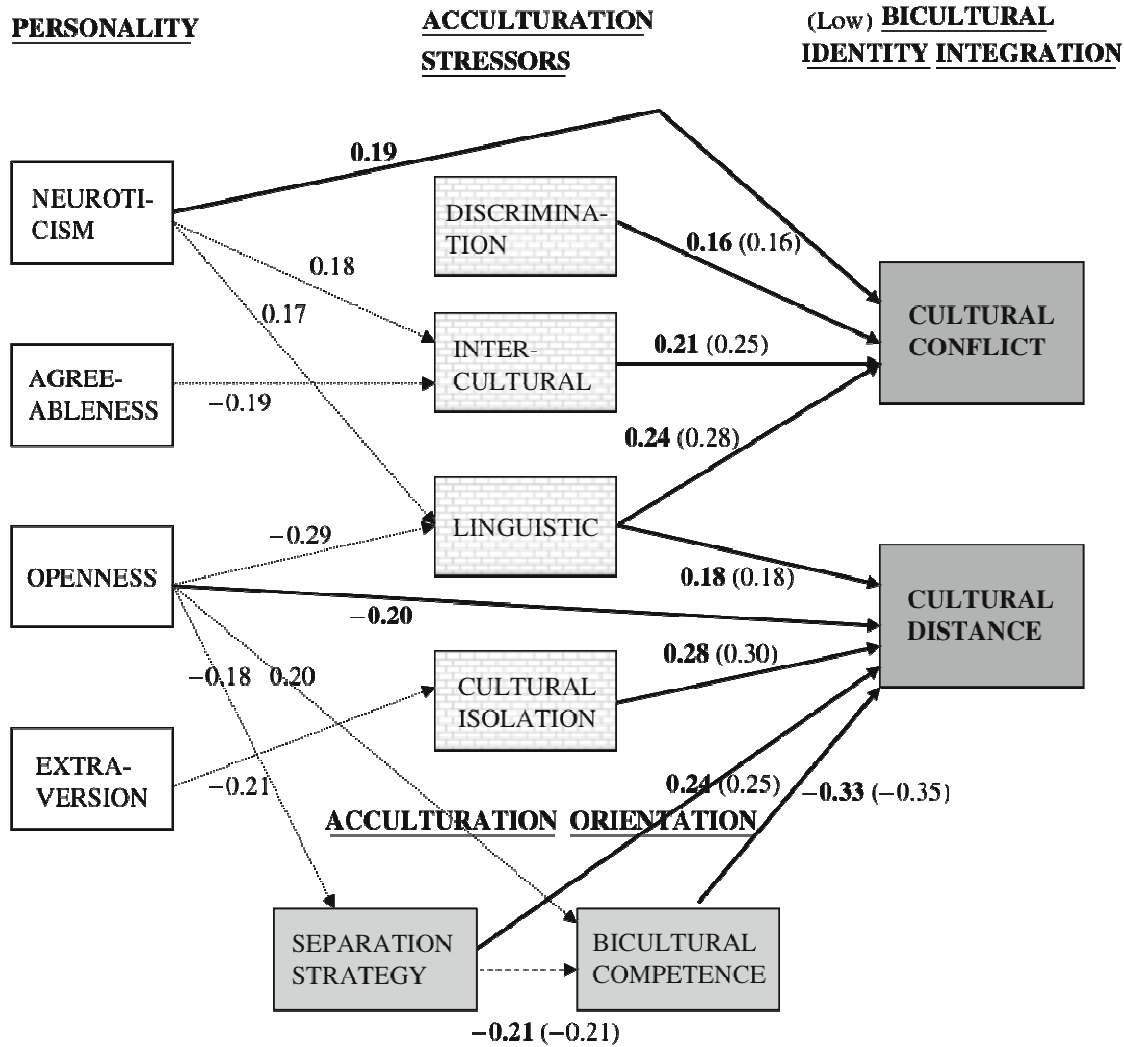 PERSONALITY
ACCULTURATION
STRESSORS
(Low) BICULTURAL
IDENTITY INTEGRATION
0.19
NEUROTI-
CISM
DISCRIMINA-
TION
0.16 (0.16)
0.18
0.17
CULTURAL
CONFLICT
INTER-
CULTURAL
0.21 (0.25)
AGREE-
ABLENESS
−0.19
0.24 (0.28)
LINGUISTIC
−0.29
OPENNESS
0.18 (0.18)
CULTURAL
DISTANCE
−0.20
0.28 (0.30)
−0.18
0.20
CULTURAL
ISOLATION
EXTRA-
VERSION
−0.21
0.24 (0.25)
−0.33 (−0.35)
ACCULTURATION ORIENTATION
SEPARATION
STRATEGY
BICULTURAL
COMPETENCE
−0.21 (−0.21)